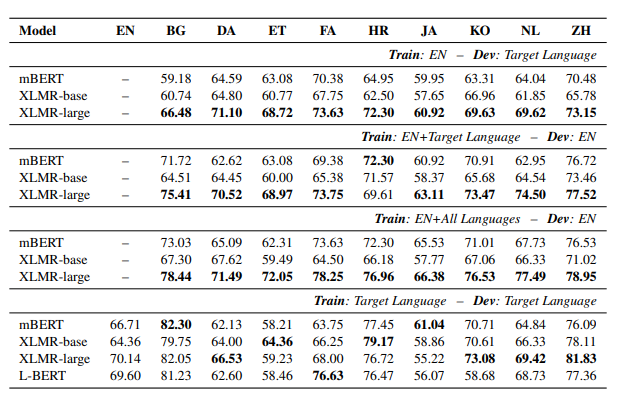 Model EN BG DA ET FA HR JA KO NL ZH
Train: EN – Dev: Target Language
mBERT – 59.18 64.59 63.08 70.38 64.95 59.95 63.31 64.04 70.48
XLMR-base – 60.74 64.80 60.77 67.75 62.50 57.65 66.96 61.85 65.78
XLMR-large – 66.48 71.10 68.72 73.63 72.30 60.92 69.63 69.62 73.15
Train: EN+Target Language – Dev: EN
mBERT – 71.72 62.62 63.08 69.38 72.30 60.92 70.91 62.95 76.72
XLMR-base – 64.51 64.45 60.00 65.38 71.57 58.37 65.68 64.54 73.46
XLMR-large – 75.41 70.52 68.97 73.75 69.61 63.11 73.47 74.50 77.52
Train: EN+All Languages – Dev: EN
mBERT – 73.03 65.09 62.31 73.63 72.30 65.53 71.01 67.73 76.53
XLMR-base – 67.30 67.62 59.49 64.50 66.18 57.77 67.06 66.33 71.02
XLMR-large – 78.44 71.49 72.05 78.25 76.96 66.38 76.53 77.49 78.95
Train: Target Language – Dev: Target Language
mBERT 66.71 82.30 62.13 58.21 63.75 77.45 61.04 70.71 64.84 76.09
XLMR-base 64.36 79.75 64.00 64.36 66.25 79.17 58.86 70.61 66.33 78.11
XLMR-large 70.14 82.05 66.53 59.23 68.00 76.72 55.22 73.08 69.42 81.83
L-BERT 69.60 81.23 62.60 58.46 76.63 76.47 56.07 58.68 68.73 77.36